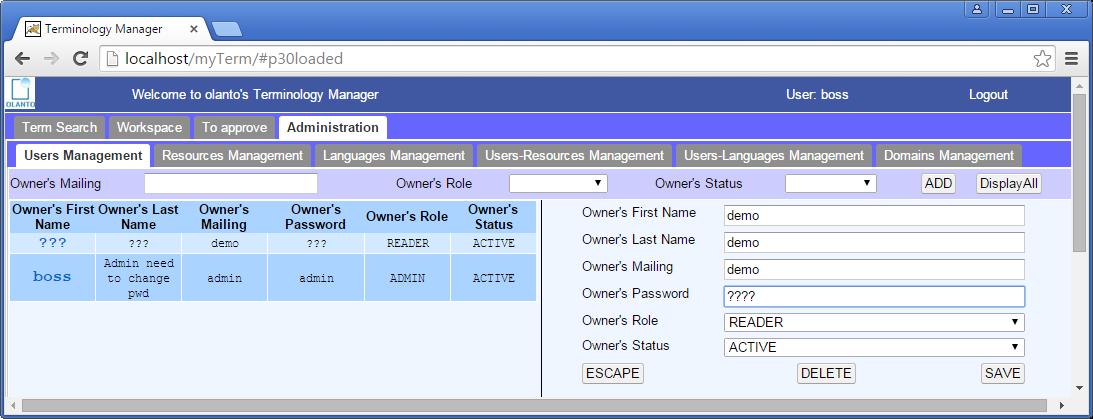 Terminology Manager
localhost/myTerm/#p30loaded
OLANTO
Welcome to olanto's Terminology Manager User: boss Logout
Term Search Workspace To approve Administration
Users Management Resources Management Languages Management Users-Resources Management Users-Languages Management Domains Management
Owner's Mailing Owner's Role Owner's Status ADD DisplayAll
Owner's First Name Owner's Last Name Owner's Mailing Owner's Password Owner's Role Owner's Status
??? ??? demo ??? READER ACTIVE
boss Admin need to change pwd admin admin ADMIN ACTIVE
Owner's First Name demo
Owner's Last Name demo
Owner's Mailing demo
Owner's Password ????
Owner's Role READER
Owner's Status ACTIVE
ESCAPE DELETE SAVE